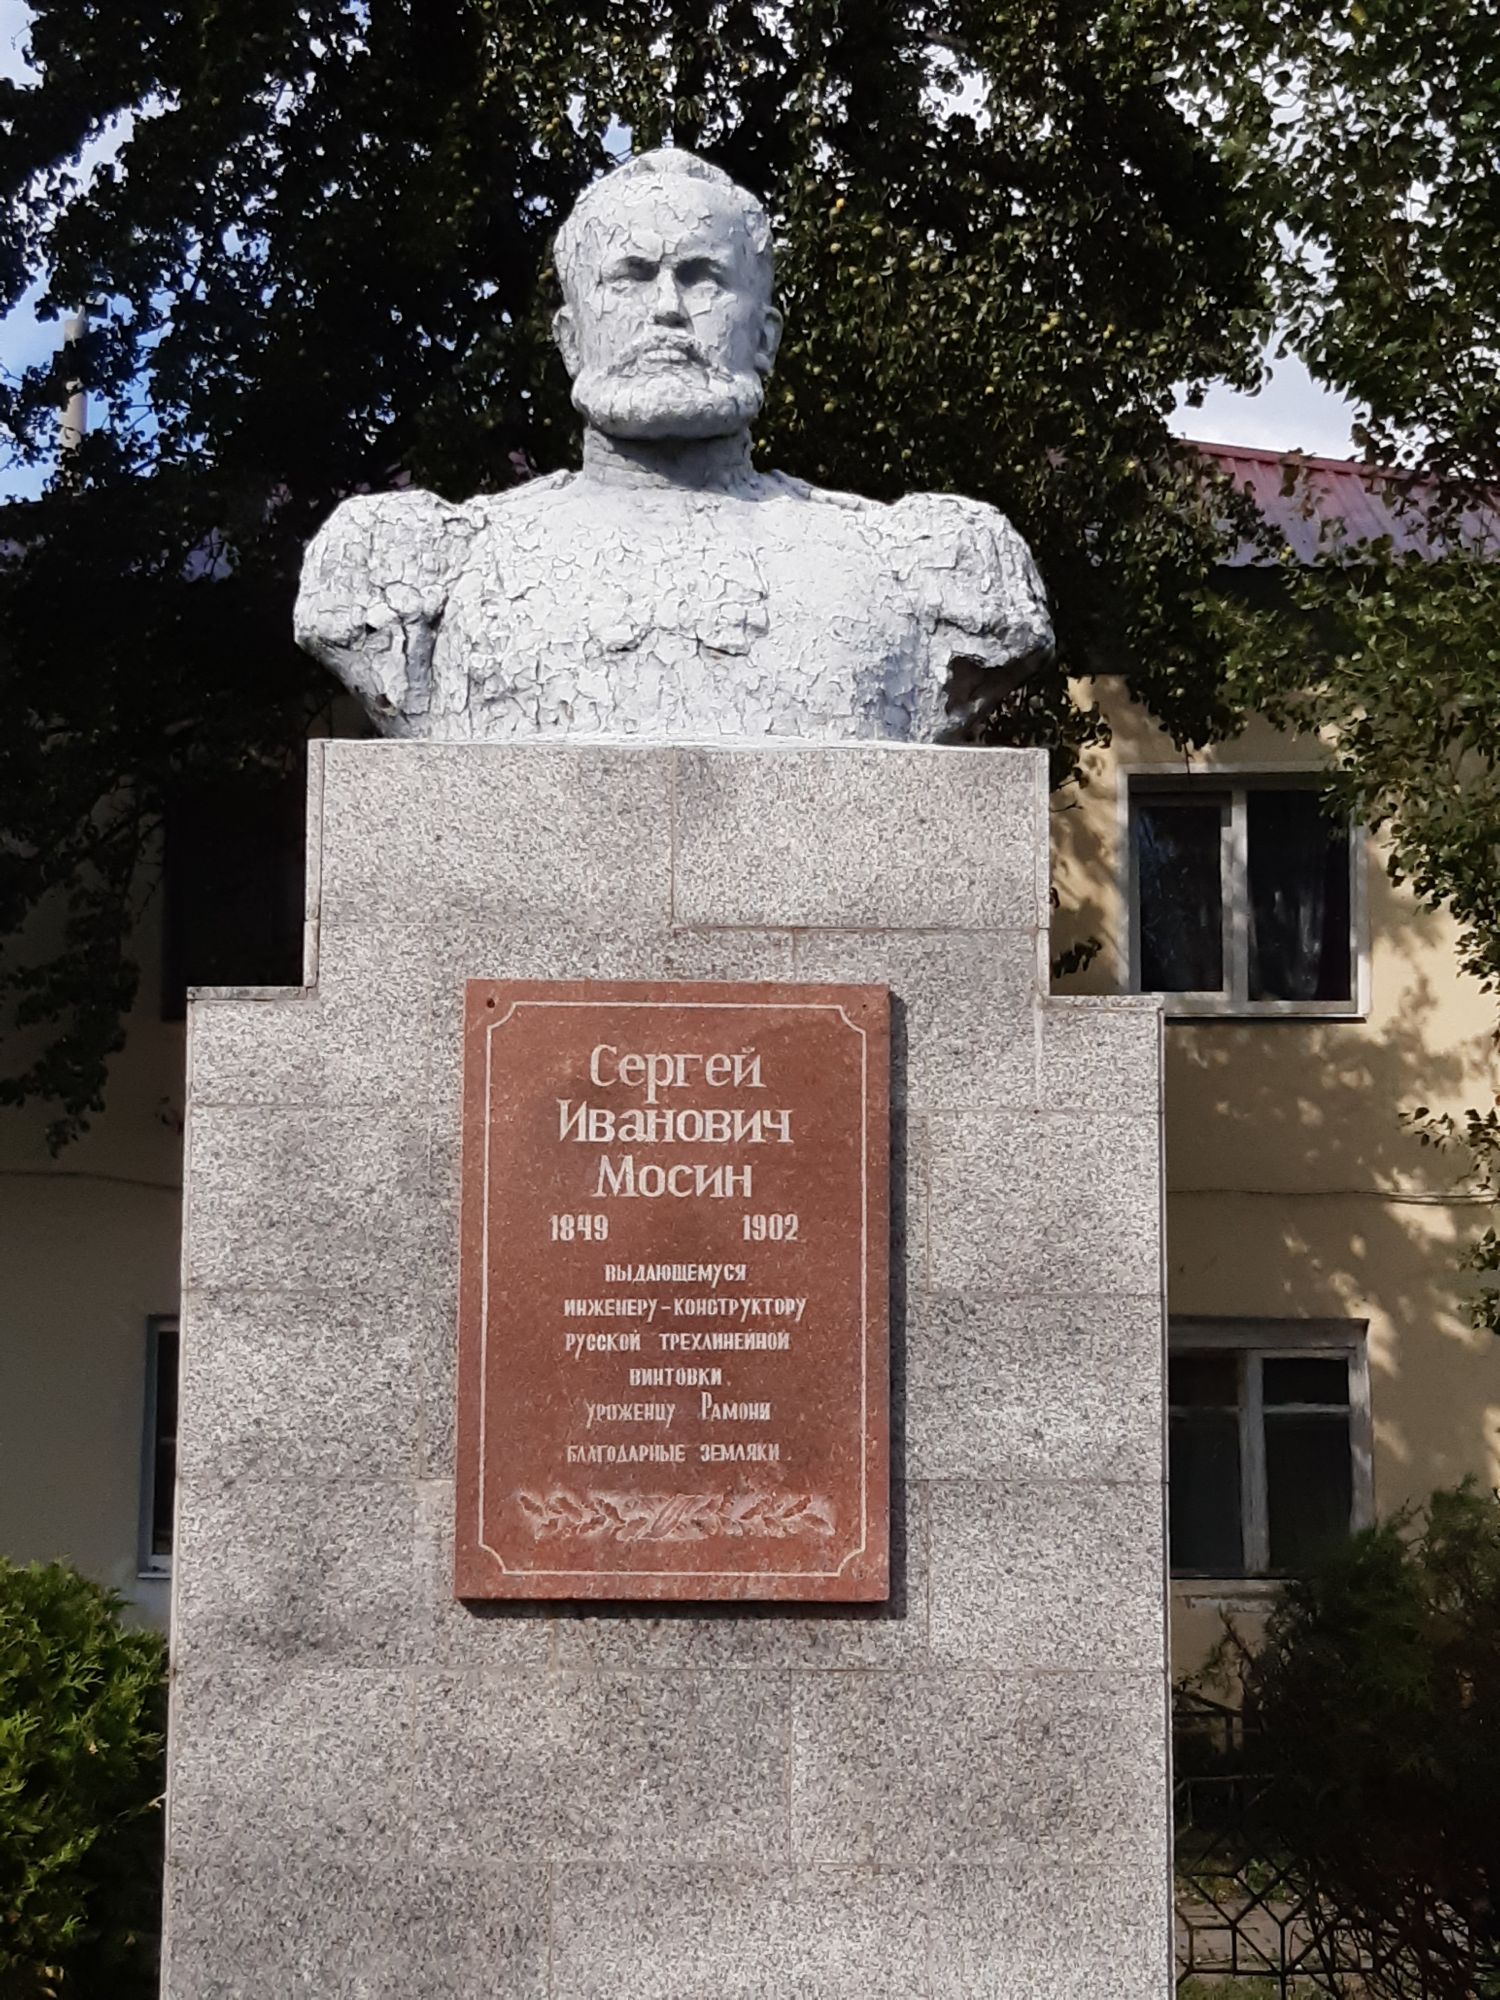 Сергей
Иванович
Мосин
1849 1902
выдающемуся
инженеру-конструктору
русской трехлинейной
винтовки.
уроженцу Рамони
благодарные земляки.